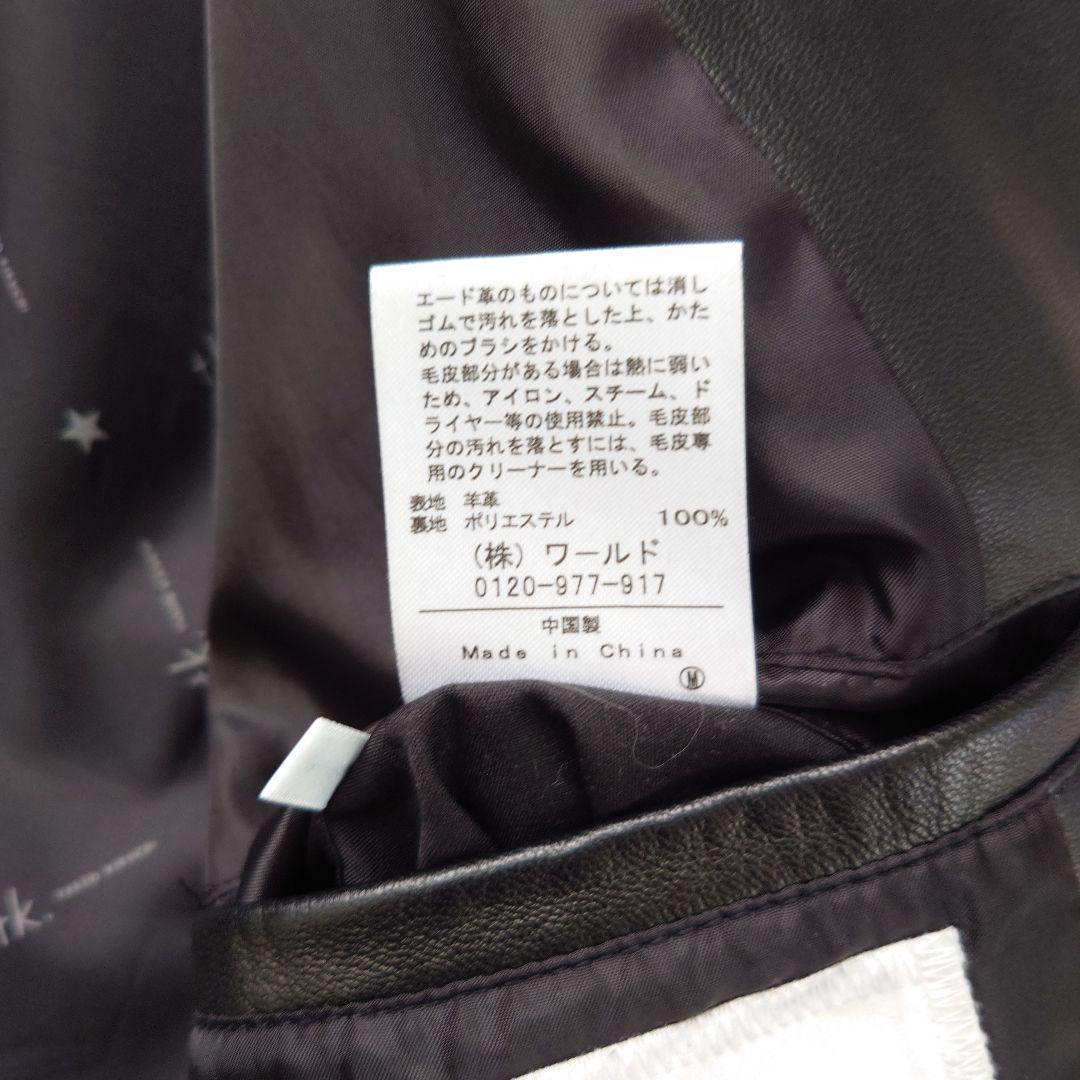 エード革のものについては消し
ゴムで汚れを落とした上、かた
めのブラシをかける。
毛皮部分がある場合は熱に弱い
ため、アイロン、スチーム、ド
ライヤー等の使用禁止。毛皮部
分の汚れを落とすには、毛皮専
用のクリーナーを用いる。
表地 羊革
裏地 ポリエステル 100%
(株)ワールド
0120-977-917
中国製
Made in China
Ⓜ
rk.